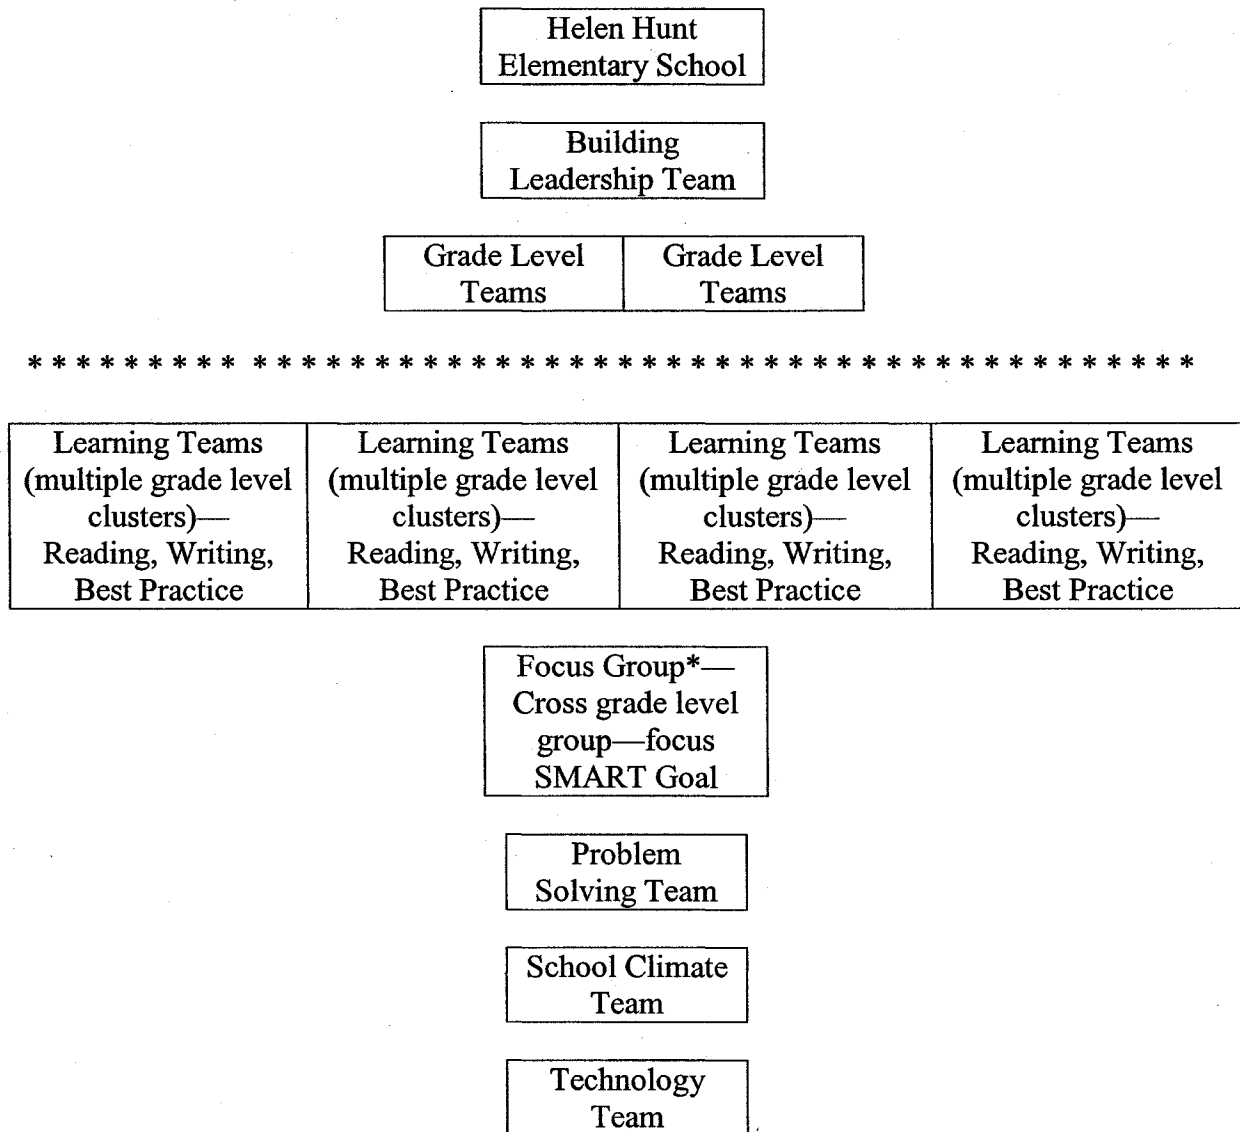 Helen Hunt
Elementary School
Building
Leadership Team
Grade Level
Teams
Grade Level
Teams
* * * * * * * * * * * * * * * * * * * * * * * * * * * * * * * * * * * * * * * * * * * * * * * *
Learning Teams
(multiple grade level
clusters)—
Reading, Writing,
Best Practice
Learning Teams
(multiple grade level
clusters)—
Reading, Writing,
Best Practice
Learning Teams
(multiple grade level
clusters)—
Reading, Writing,
Best Practice
Learning Teams
(multiple grade level
clusters)—
Reading, Writing,
Best Practice
Focus Group*—
Cross grade level
group—focus
SMART Goal
Problem
Solving Team
School Climate
Team
Technology
Team